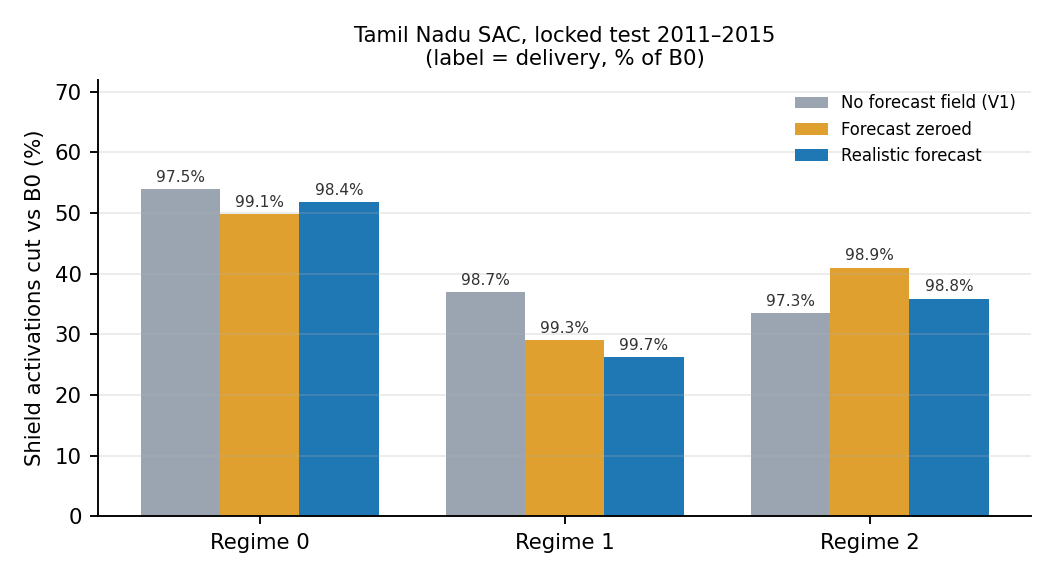 Tamil Nadu SAC, locked test 2011–2015
(label = delivery, % of B0)
Shield activations cut vs B0 (%)
70
60
50
40
30
20
10
0
No forecast field (V1)
Forecast zeroed
Realistic forecast
97.5%
99.1%
98.4%
98.7%
99.3%
99.7%
97.3%
98.9%
98.8%
Regime 0
Regime 1
Regime 2